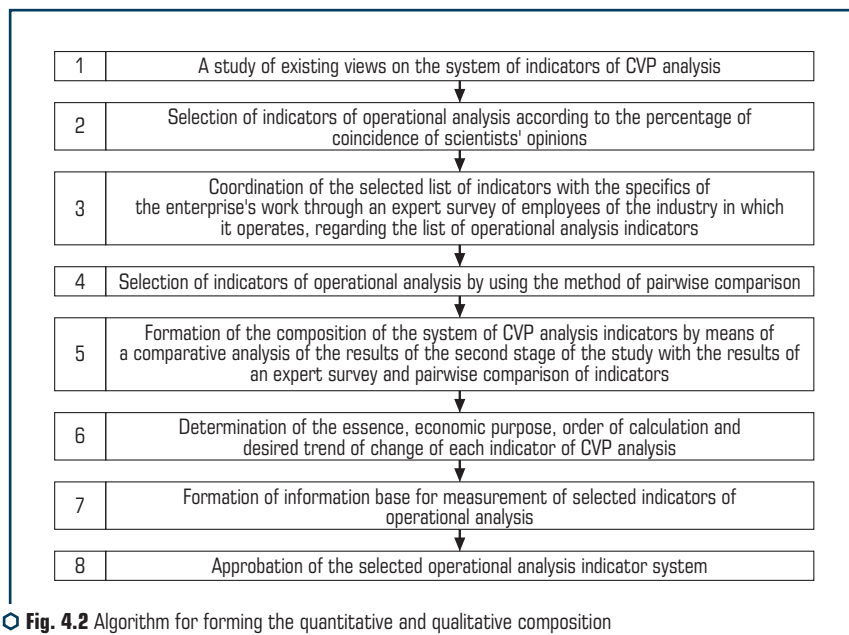 1 A study of existing views on the system of indicators of CVP analysis
2 Selection of indicators of operational analysis according to the percentage of
coincidence of scientists' opinions
3 Coordination of the selected list of indicators with the specifics of
the enterprise's work through an expert survey of employees of the industry in which
it operates, regarding the list of operational analysis indicators
4 Selection of indicators of operational analysis by using the method of pairwise comparison
5 Formation of the composition of the system of CVP analysis indicators by means of
a comparative analysis of the results of the second stage of the study with the results of
an expert survey and pairwise comparison of indicators
6 Determination of the essence, economic purpose, order of calculation and
desired trend of change of each indicator of CVP analysis
7 Formation of information base for measurement of selected indicators of
operational analysis
8 Approbation of the selected operational analysis indicator system
Fig. 4.2 Algorithm for forming the quantitative and qualitative composition